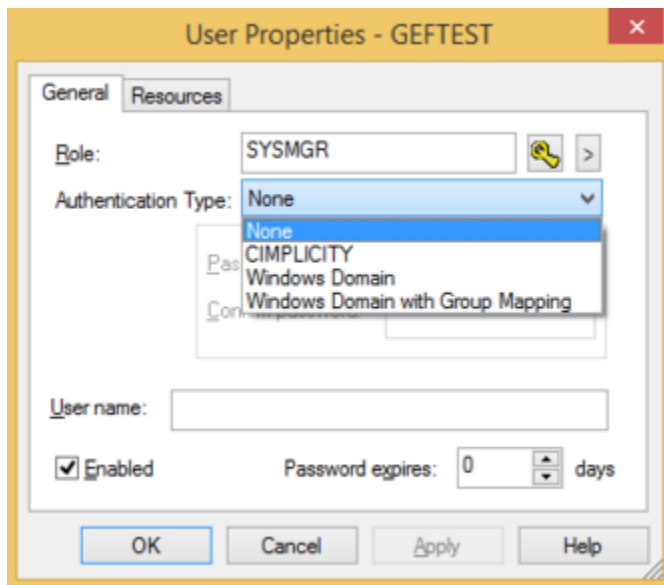 User Properties - GEFTEST
×
General Resources
Role: SYSMGR >
Authentication Type: None
None
CIMPLICITY
Windows Domain
Windows Domain with Group Mapping
User name:
Enabled Password expires: 0 days
OK Cancel Apply Help